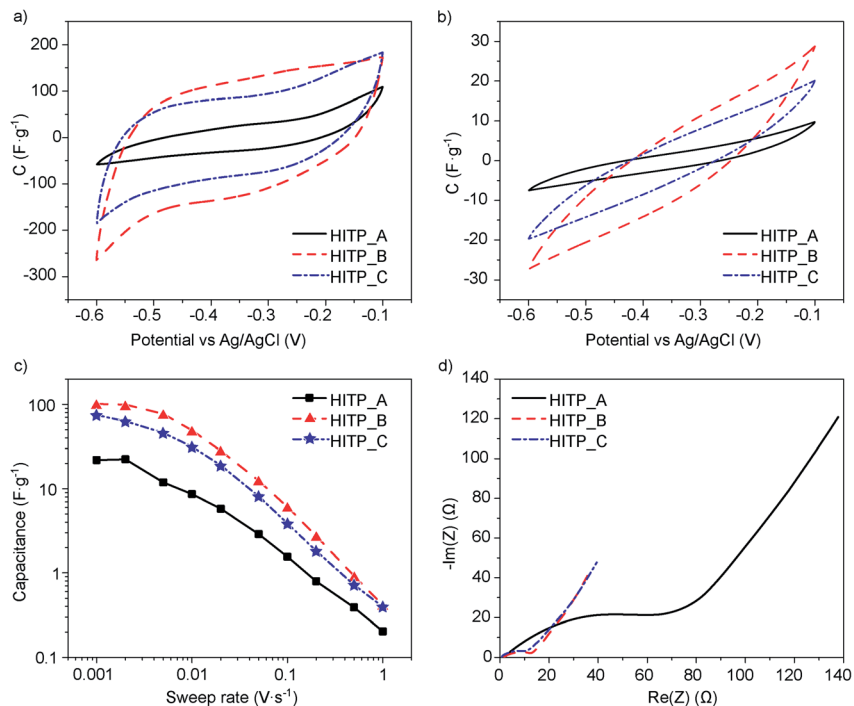 a)
C (F·g⁻¹)
200
100
0
-100
-200
-300
HITP_A
HITP_B
HITP_C
-0.6
-0.5
-0.4
-0.3
-0.2
-0.1
Potential vs Ag/AgCl (V)
b)
C (F·g⁻¹)
30
20
10
0
-10
-20
-30
HITP_A
HITP_B
HITP_C
-0.6
-0.5
-0.4
-0.3
-0.2
-0.1
Potential vs Ag/AgCl (V)
c)
Capacitance (F·g⁻¹)
100
10
1
0.1
HITP_A
HITP_B
HITP_C
0.001
0.01
0.1
1
Sweep rate (V·s⁻¹)
d)
-Im(Z) (Ω)
-140
-120
-100
-80
-60
40
20
0
HITP_A
HITP_B
HITP_C
0
20
40
60
80
100
120
140
Re(Z) (Ω)